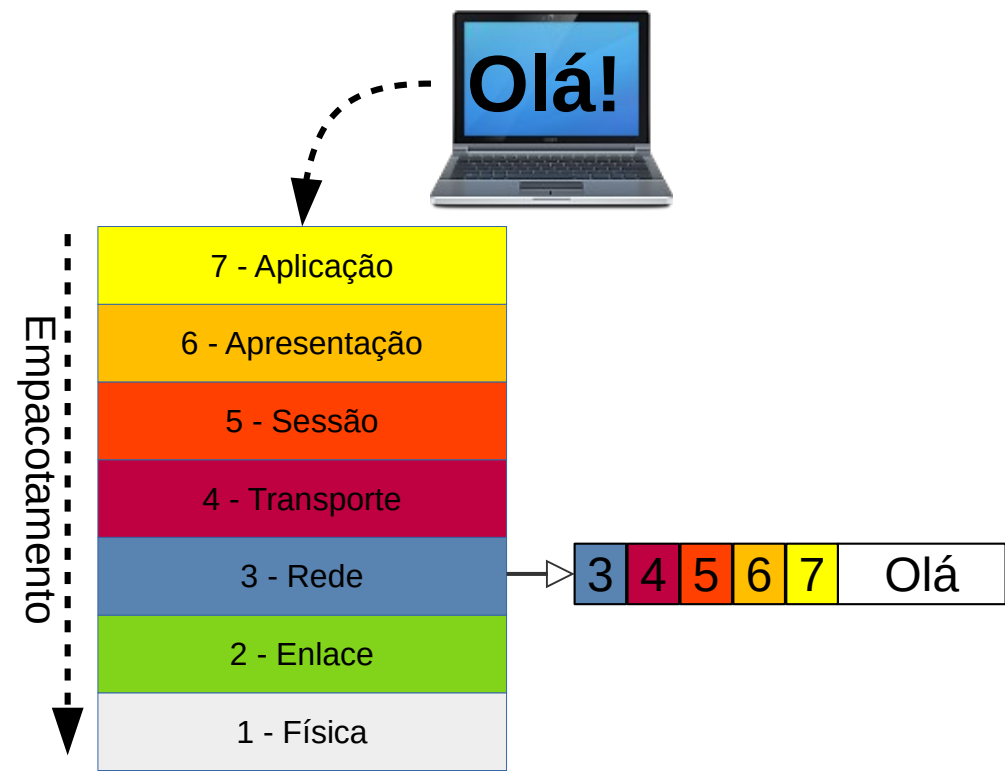 Olá!
Empacotamento
7 - Aplicação
6 - Apresentação
5 - Sessão
4 - Transporte
3 - Rede
3 4 5 6 7 Olá
2 - Enlace
1 - Física